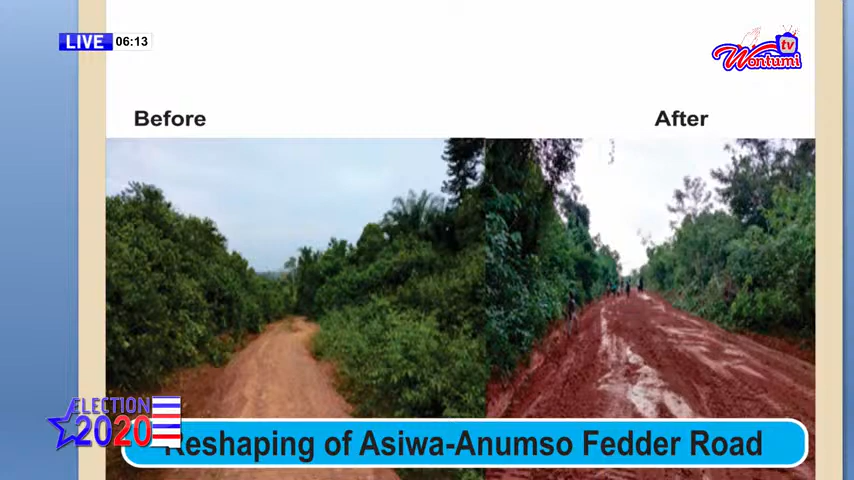 LIVE 06:13
tv
Wontumi
Before
After
ELECTION
2020
Reshaping of Asiwa-Anumso Fedder Road